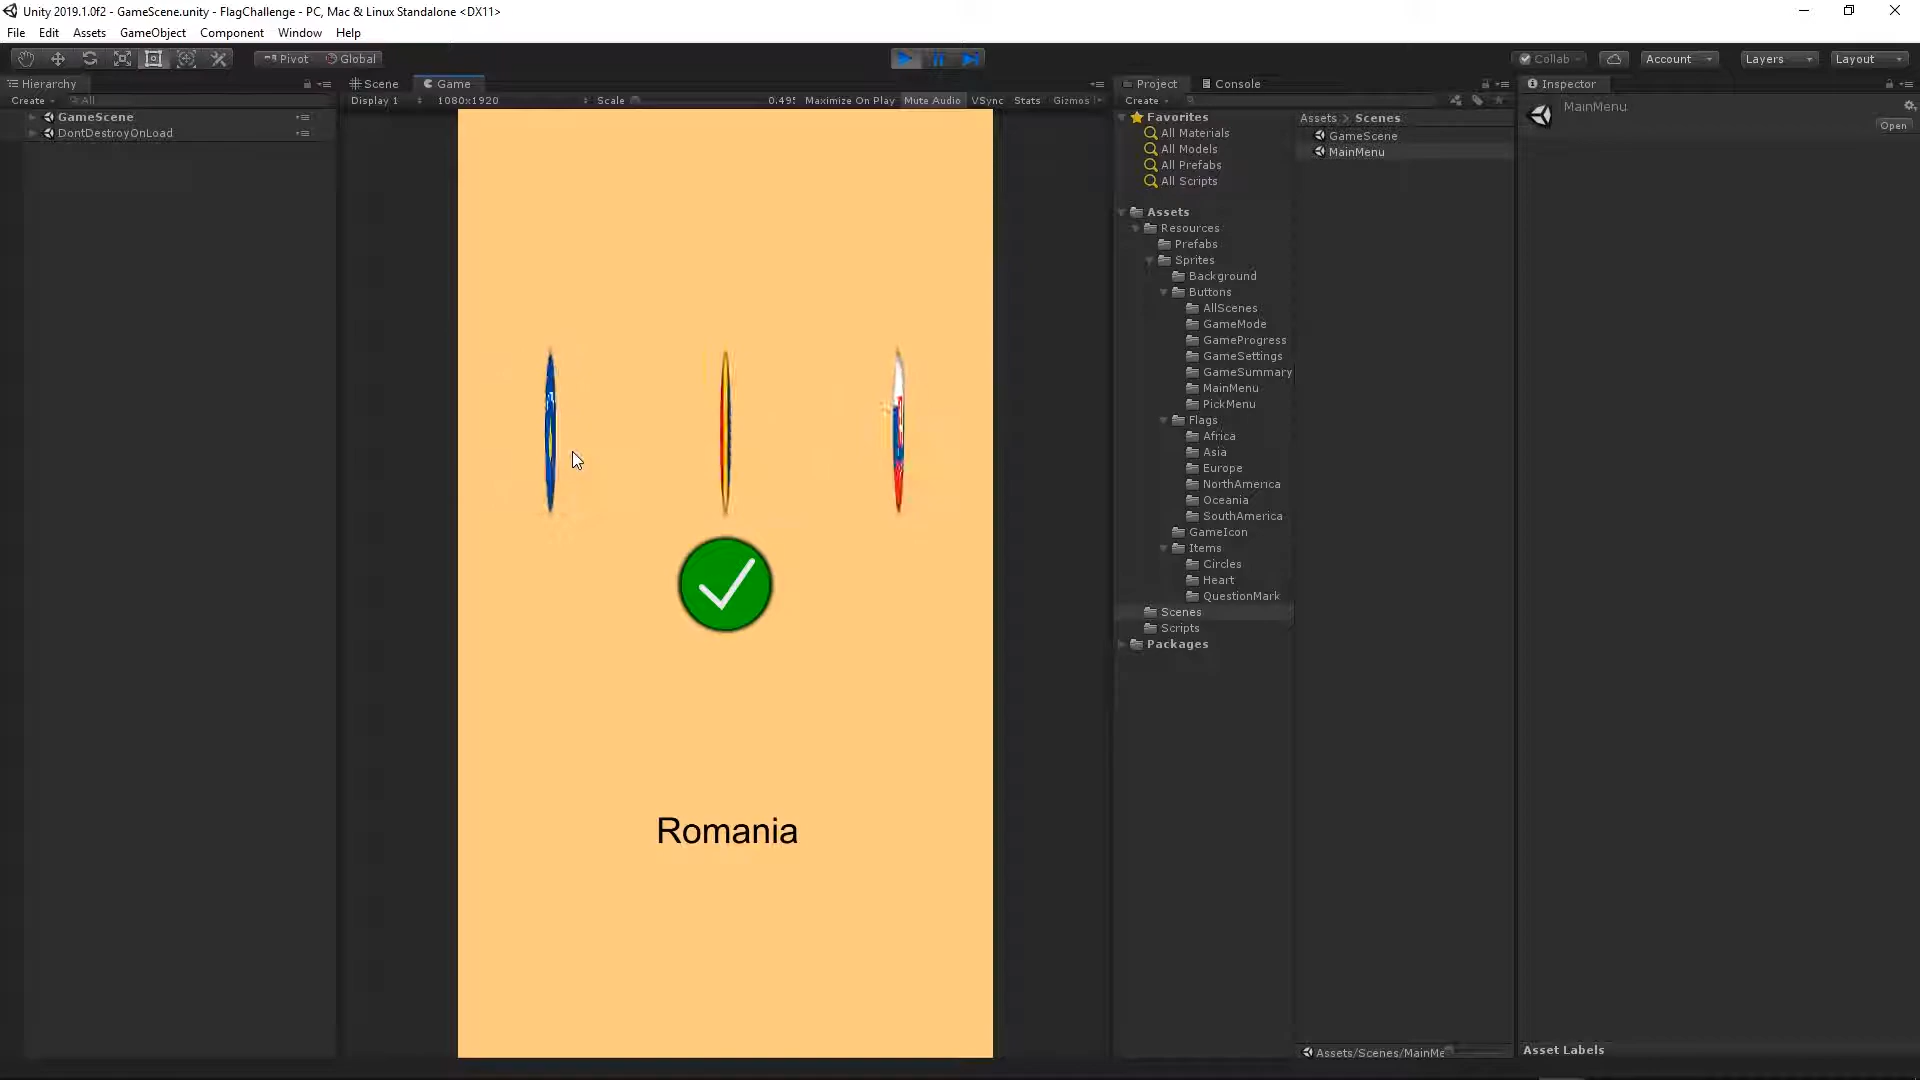 Unity 2019.1.0f2 - GameScene.unity - FlagChallenge - PC, Mac & Linux Standalone <DX11>
File Edit Assets GameObject Component Window Help
Pivot Global Collab Account Layers Layout
Hierarchy Scene Game Project Console Inspector
Create All Display 1 1080x1920 Scale 0.495 Maximize On Play Mute Audio VSync Stats Gizmos Create
GameScene
DontDestroyOnLoad
Romania
Favorites
All Materials
All Models
All Prefabs
All Scripts
Assets
Resources
Prefabs
Sprites
Background
Buttons
AllScenes
GameMode
GameProgress
GameSettings
GameSummary
MainMenu
PickMenu
Flags
Africa
Asia
Europe
NorthAmerica
Oceania
SouthAmerica
GameIcon
Items
Circles
Heart
QuestionMark
Scenes
Scripts
Packages
Assets > Scenes
GameScene
MainMenu
Assets/Scenes/MainMe
MainMenu
Open
Asset Labels